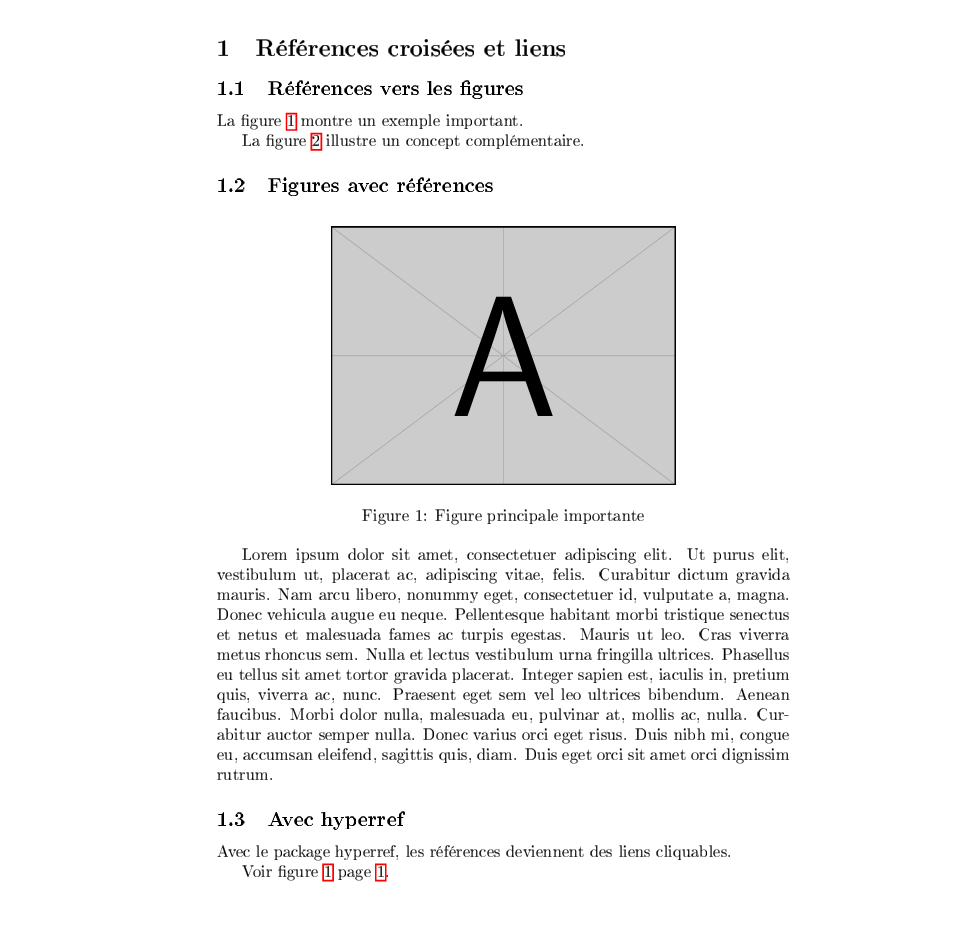 1 Références croisées et liens
1.1 Références vers les figures
La figure 1 montre un exemple important.
La figure 2 illustre un concept complémentaire.
1.2 Figures avec références
A
Figure 1: Figure principale importante
Lorem ipsum dolor sit amet, consectetuer adipiscing elit. Ut purus elit,
vestibulum ut, placerat ac, adipiscing vitae, felis. Curabitur dictum gravida
mauris. Nam arcu libero, nonummy eget, consectetuer id, vulputate a, magna.
Donec vehicula augue eu neque. Pellentesque habitant morbi tristique senectus
et netus et malesuada fames ac turpis egestas. Mauris ut leo. Cras viverra
metus rhoncus sem. Nulla et lectus vestibulum urna fringilla ultrices. Phasellus
eu tellus sit amet tortor gravida placerat. Integer sapien est, iaculis in, pretium
quis, viverra ac, nunc. Praesent eget sem vel leo ultrices bibendum. Aenean
faucibus. Morbi dolor nulla, malesuada eu, pulvinar at, mollis ac, nulla. Cur-
abitur auctor semper nulla. Donec varius orci eget risus. Duis nibh mi, congue
eu, accumsan eleifend, sagittis quis, diam. Duis eget orci sit amet orci dignissim
rutrum.
1.3 Avec hyperref
Avec le package hyperref, les références deviennent des liens cliquables.
Voir figure 1 page 1.